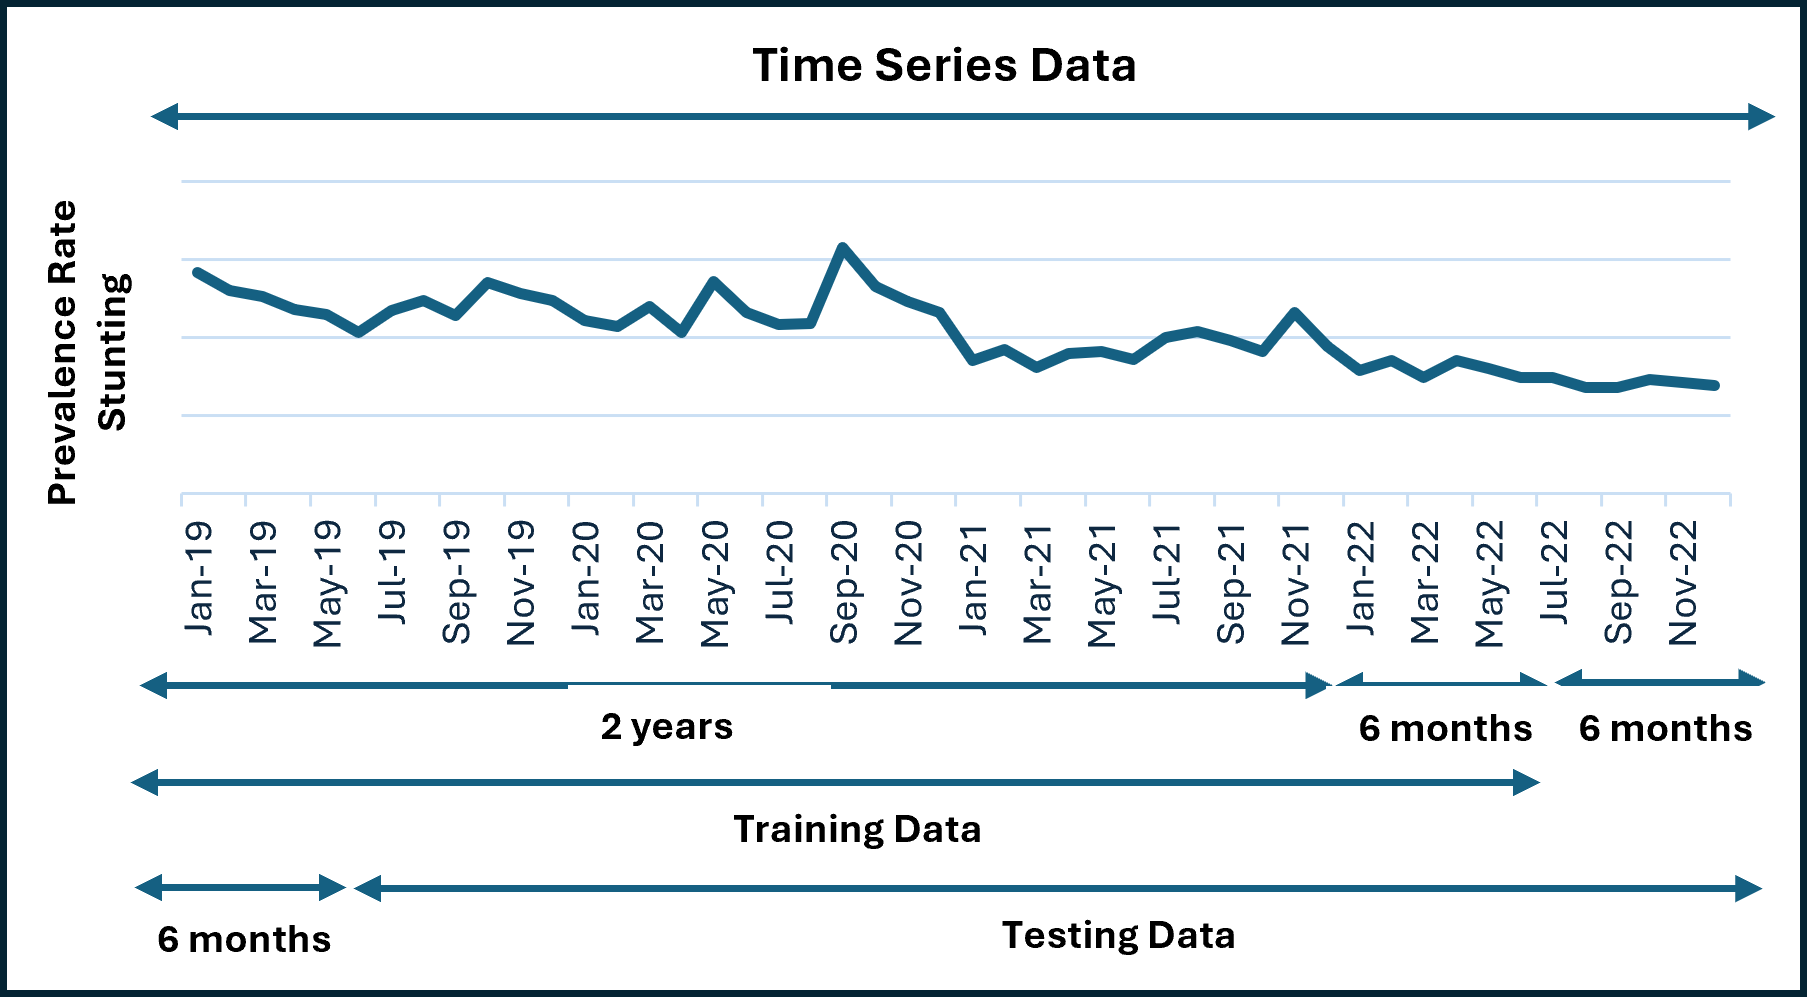 Time Series Data
Prevalence Rate
Stunting
Jan-19
Mar-19
May-19
Jul-19
Sep-19
Nov-19
Jan-20
Mar-20
May-20
Jul-20
Sep-20
Nov-20
Jan-21
Mar-21
May-21
Jul-21
Sep-21
Nov-21
Jan-22
Mar-22
May-22
Jul-22
Sep-22
Nov-22
2 years
6 months
6 months
Training Data
6 months
Testing Data